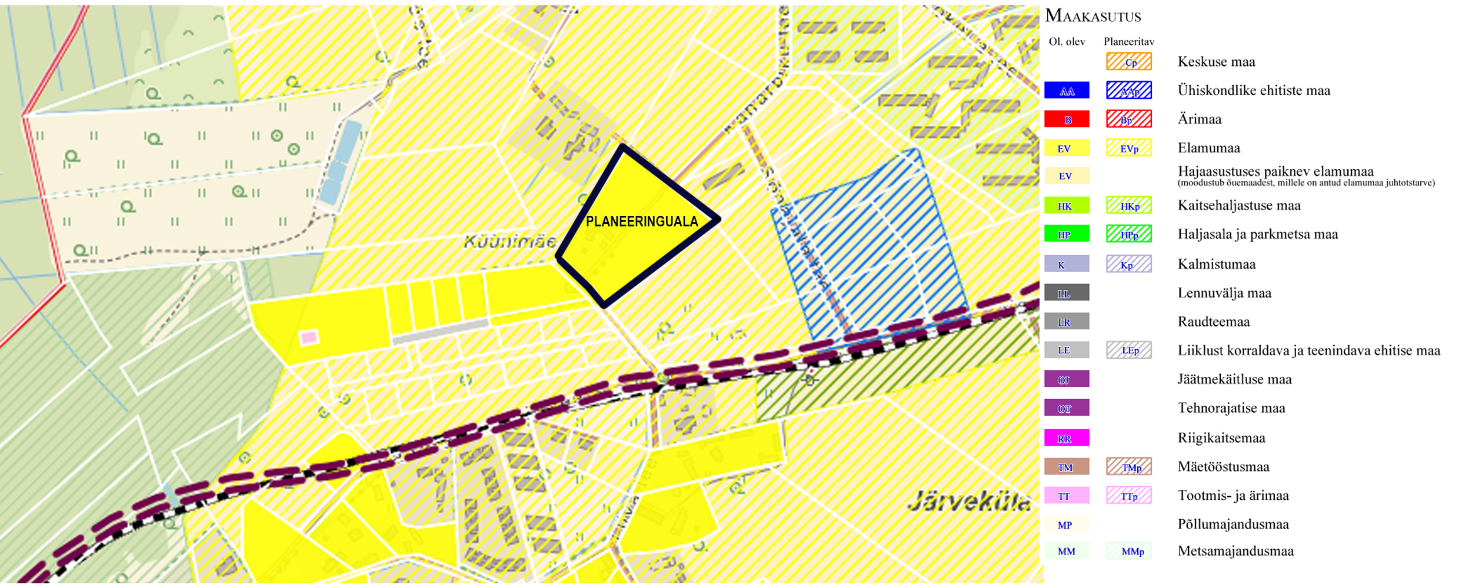 PLANEERINGUALA
Küünimäe
Järveküla
MAAKASUTUS
Ol. olev Planeeritav
Cp Keskuse maa
AA AAp Ühiskondlike ehitiste maa
B Bp Ärimaa
EV EVp Elamumaa
EV Hajaasustuses paiknev elamumaa
(moodustub õuemaadest, millele on antud elamumaa juhtotstarve)
HK HKp Kaitsehaljastuse maa
HP HPp Haljasala ja parkmetsa maa
K Kp Kalmistumaa
LL Lennuvälja maa
LR Raudteemaa
LE LEp Liiklust korraldava ja teenindava ehitise maa
OJ Jäätmekäitluse maa
OT Tehnorajatise maa
RR Riigikaitsemaa
TM TMp Mäetööstusmaa
TT TTp Tootmis- ja ärimaa
MP Põllumajandusmaa
MM MMp Metsamajandusmaa